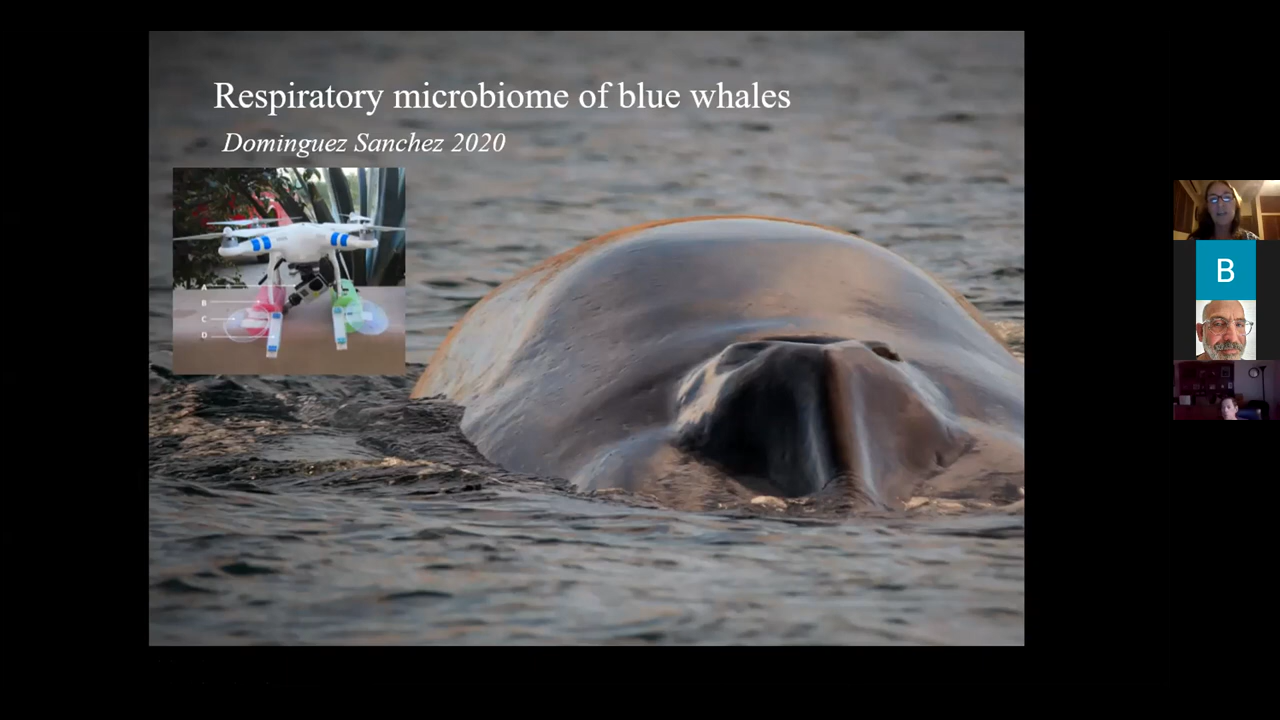 Respiratory microbiome of blue whales
Dominguez Sanchez 2020
A
B
C
D
B